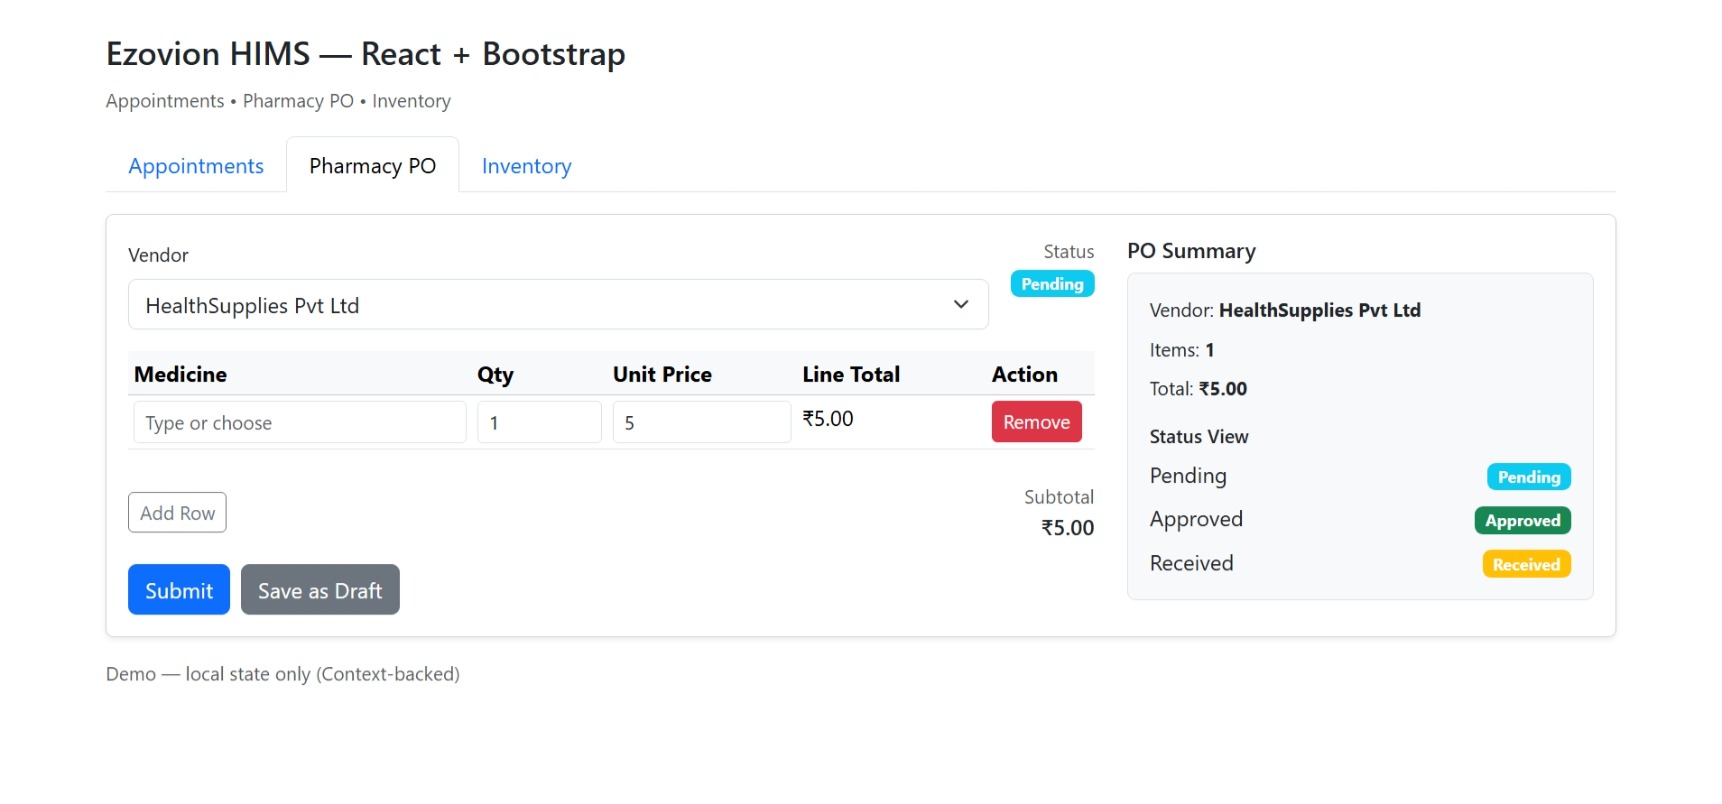 Ezovion HIMS — React + Bootstrap
Appointments • Pharmacy PO • Inventory
Appointments Pharmacy PO Inventory
Vendor
HealthSupplies Pvt Ltd
Status
Pending
Medicine Qty Unit Price Line Total Action
Type or choose 1 5 ₹5.00 Remove
Add Row
Subtotal
₹5.00
Submit Save as Draft
PO Summary
Vendor: HealthSupplies Pvt Ltd
Items: 1
Total: ₹5.00
Status View
Pending Pending
Approved Approved
Received Received
Demo — local state only (Context-backed)